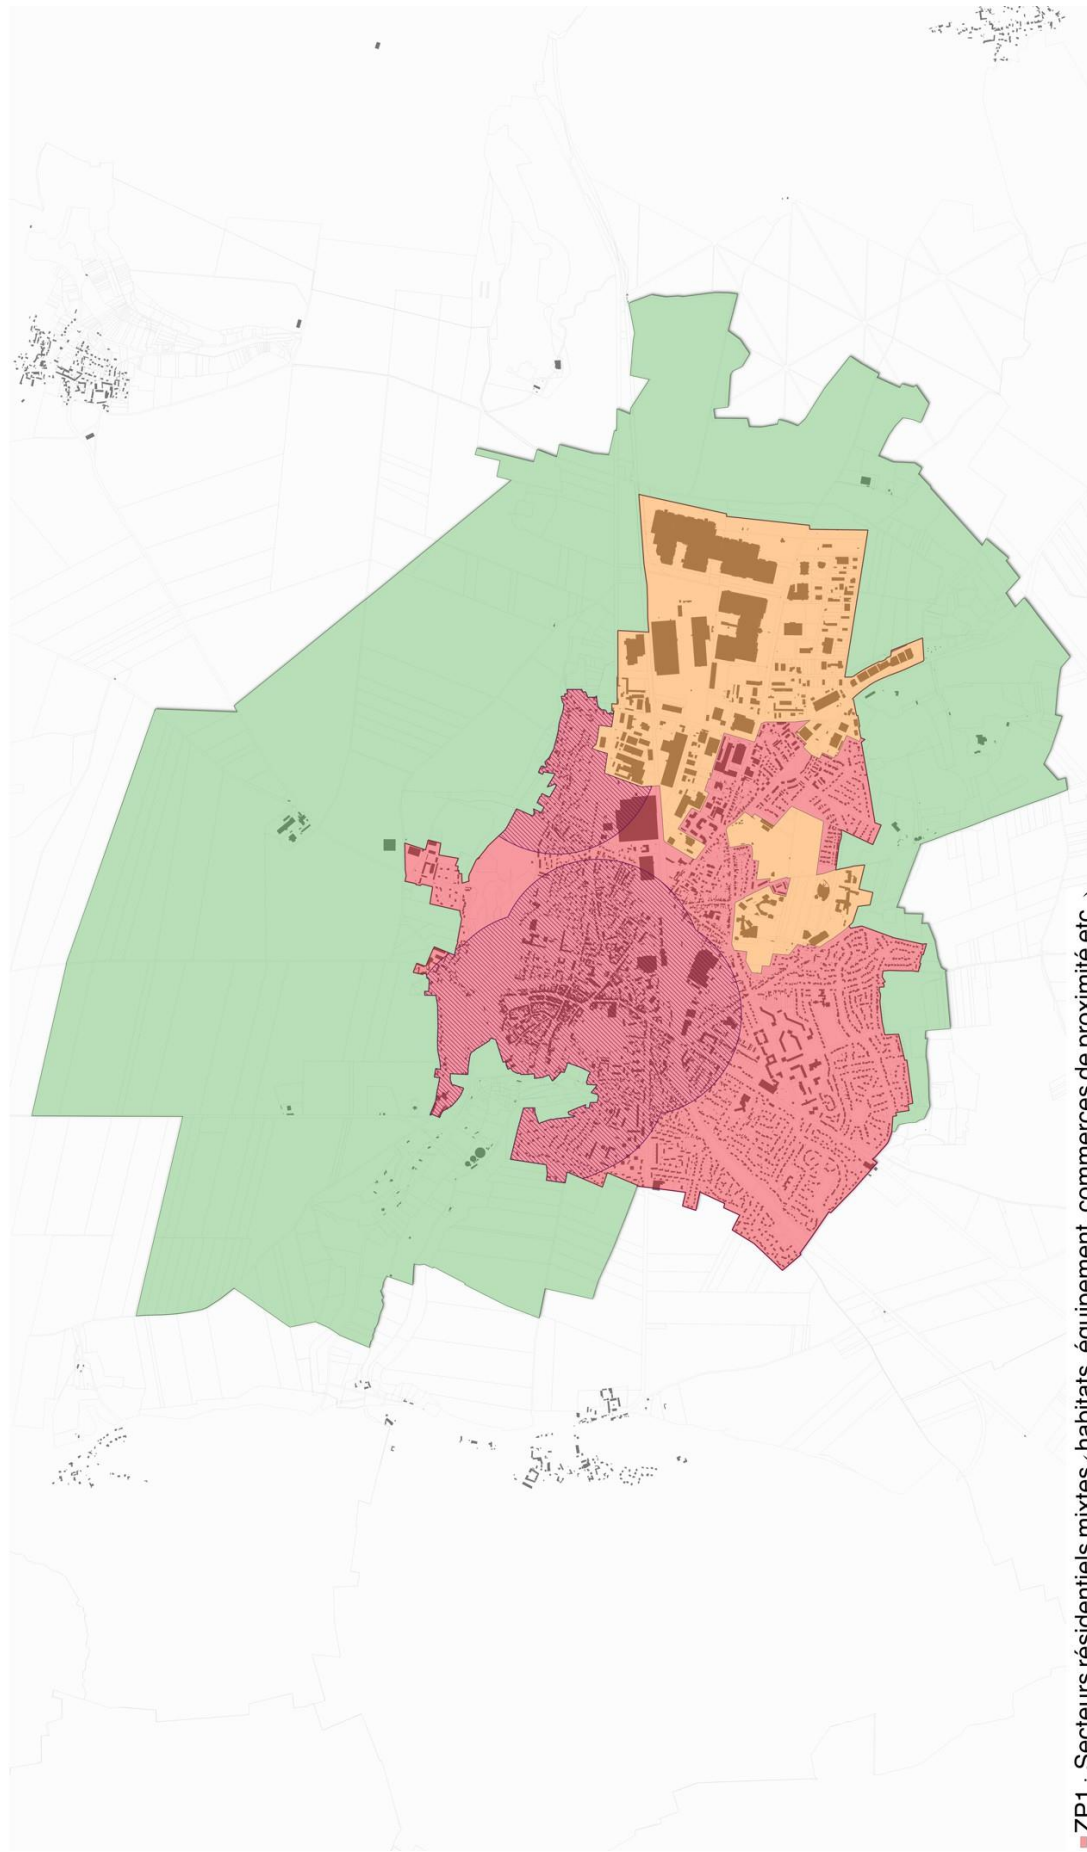 ZP1 : Secteurs résidentiels mixtes (habitats, équipement, commerces de proximité etc.)